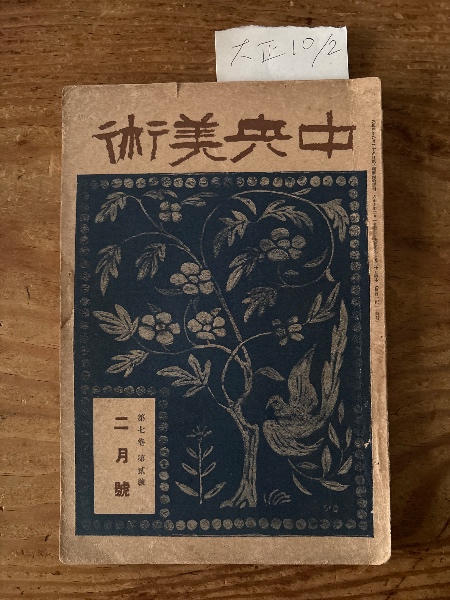 大正10/2
中央美術
第七卷 第貳號
二月號